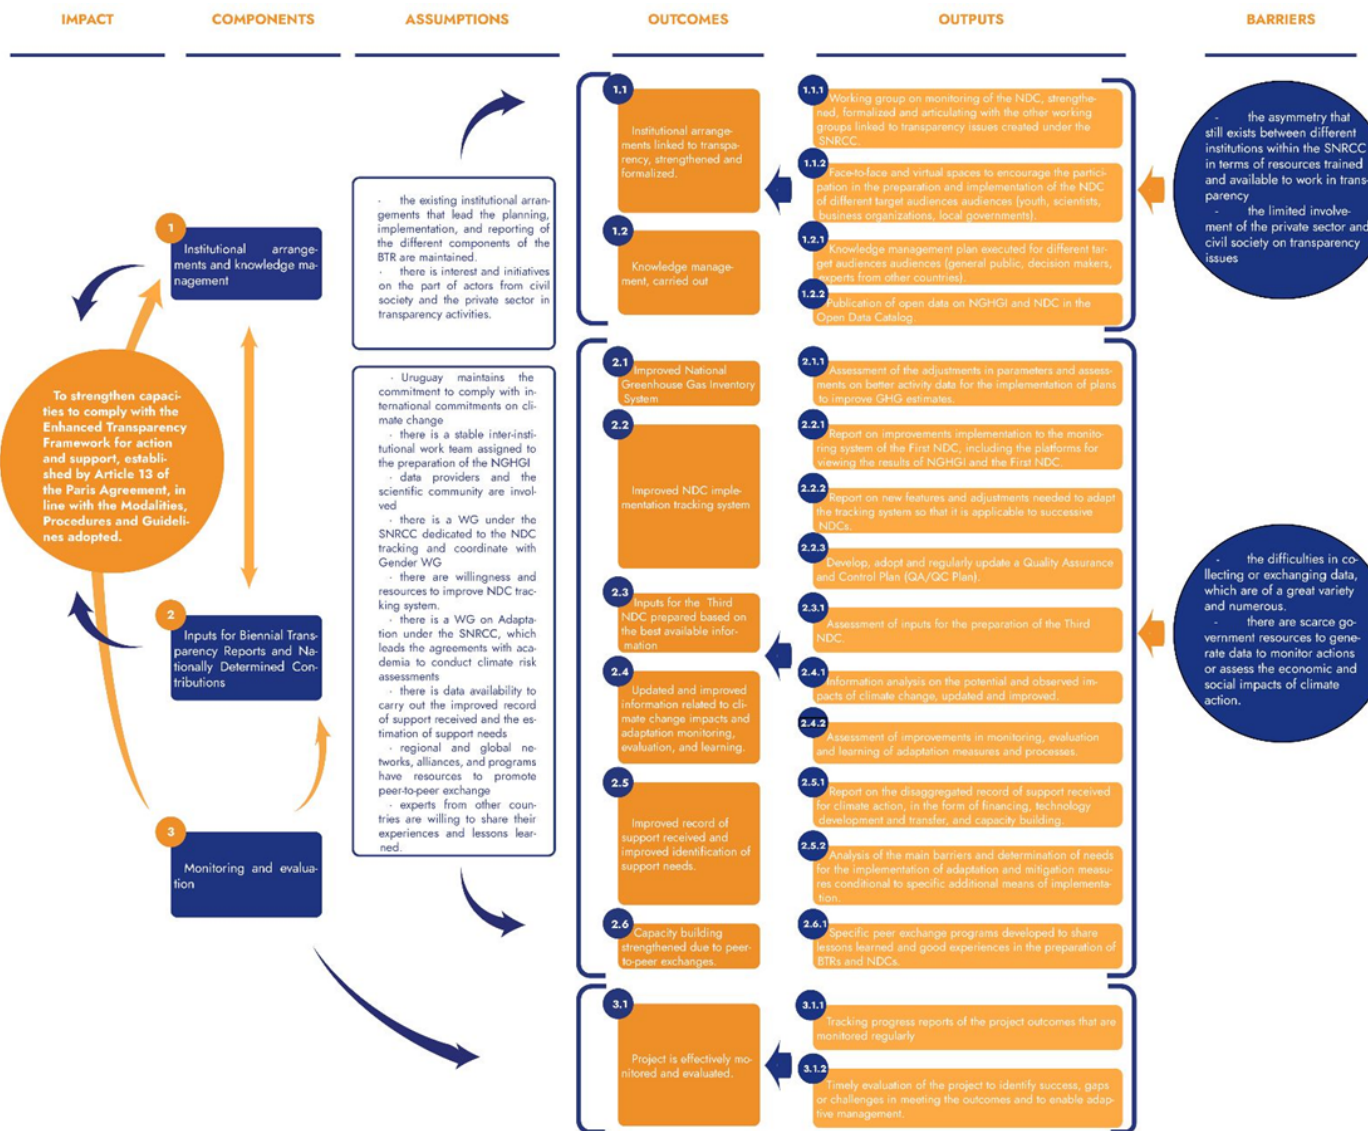 IMPACT
COMPONENTS
ASSUMPTIONS
OUTCOMES
OUTPUTS
BARRIERS
To strengthen capaci-
ties to comply with the
Enhanced Transparency
Framework for action
and support, establi-
shed by Article 13 of
the Paris Agreement, in
line with the Modalities,
Procedures and Guideli-
nes adopted.
1
Institutional arrange-
ments and knowledge ma-
nagement
2
Inputs for Biennial Trans-
parency Reports and Na-
tionally Determined Con-
tributions
3
Monitoring and evalua-
tion
· the existing institutional arran-
gements that lead the planning,
implementation, and reporting of
the different components of the
BTR are maintained.
· there is interest and initiatives
on the part of actors from civil
society and the private sector in
transparency activities.
· Uruguay maintains the
commitment to comply with in-
ternational commitments on cli-
mate change
· there is a stable inter-insti-
tutional work team assigned to
the preparation of the NGHGI
· data providers and the
scientific community are invol-
ved
· there is a WG under the
SNRCC dedicated to the NDC
tracking and coordinate with
Gender WG
· there are willingness and
resources to improve NDC trac-
king system.
· there is a WG on Adapta-
tion under the SNRCC, which
leads the agreements with aca-
demia to conduct climate risk
assessments
· there is data availability to
carry out the improved record
of support received and the es-
timation of support needs
· regional and global ne-
tworks, alliances, and programs
have resources to promote
peer-to-peer exchange
· experts from other coun-
tries are willing to share their
experiences and lessons lear-
ned.
1.1
Institutional arrange-
ments linked to transpa-
rency, strengthened and
formalized.
1.2
Knowledge manage-
ment, carried out
2.1
Improved National
Greenhouse Gas Inventory
System
2.2
Improved NDC imple-
mentation tracking system
2.3
Inputs for the Third
NDC prepared based on
the best available infor-
mation
2.4
Updated and improved
information related to cli-
mate change impacts and
adaptation monitoring,
evaluation, and learning.
2.5
Improved record of
support received and
improved identification of
support needs.
2.6
Capacity building
strengthened due to peer-
to-peer exchanges.
3.1
Project is effectively mo-
nitored and evaluated.
1.1.1
Working group on monitoring of the NDC, strengthe-
ned, formalized and articulating with the other working
groups linked to transparency issues created under the
SNRCC.
1.1.2
Face-to-face and virtual spaces to encourage the partici-
pation in the preparation and implementation of the NDC
of different target audiences audiences (youth, scientists,
business organizations, local governments).
1.2.1
Knowledge management plan executed for different tar-
get audiences audiences (general public, decision makers,
experts from other countries).
1.2.2
Publication of open data on NGHGI and NDC in the
Open Data Catalog.
2.1.1
Assessment of the adjustments in parameters and assess-
ments on better activity data for the implementation of plans
to improve GHG estimates.
2.2.1
Report on improvements implementation to the monito-
ring system of the First NDC, including the platforms for
viewing the results of NGHGI and the First NDC.
2.2.2
Report on new features and adjustments needed to adapt
the tracking system so that it is applicable to successive
NDCs.
2.2.3
Develop, adopt and regularly update a Quality Assurance
and Control Plan (QA/QC Plan).
2.3.1
Assessment of inputs for the preparation of the Third
NDC.
2.4.1
Information analysis on the potential and observed im-
pacts of climate change, updated and improved.
2.4.2
Assessment of improvements in monitoring, evaluation
and learning of adaptation measures and processes.
2.5.1
Report on the disaggregated record of support received
for climate action, in the form of financing, technology
development and transfer, and capacity building.
2.5.2
Analysis of the main barriers and determination of needs
for the implementation of adaptation and mitigation measu-
res conditional to specific additional means of implementa-
tion.
2.6.1
Specific peer exchange programs developed to share
lessons learned and good experiences in the preparation of
BTRs and NDCs.
3.1.1
Tracking progress reports of the project outcomes that are
monitored regularly
3.1.2
Timely evaluation of the project to identify success, gaps
or challenges in meeting the outcomes and to enable adap-
tive management.
- the asymmetry that
still exists between different
institutions within the SNRCC
in terms of resources trained
and available to work in trans-
parency
- the limited involve-
ment of the private sector and
civil society on transparency
issues
- the difficulties in co-
llecting or exchanging data,
which are of a great variety
and numerous.
- there are scarce go-
vernment resources to gene-
rate data to monitor actions
or assess the economic and
social impacts of climate
action.